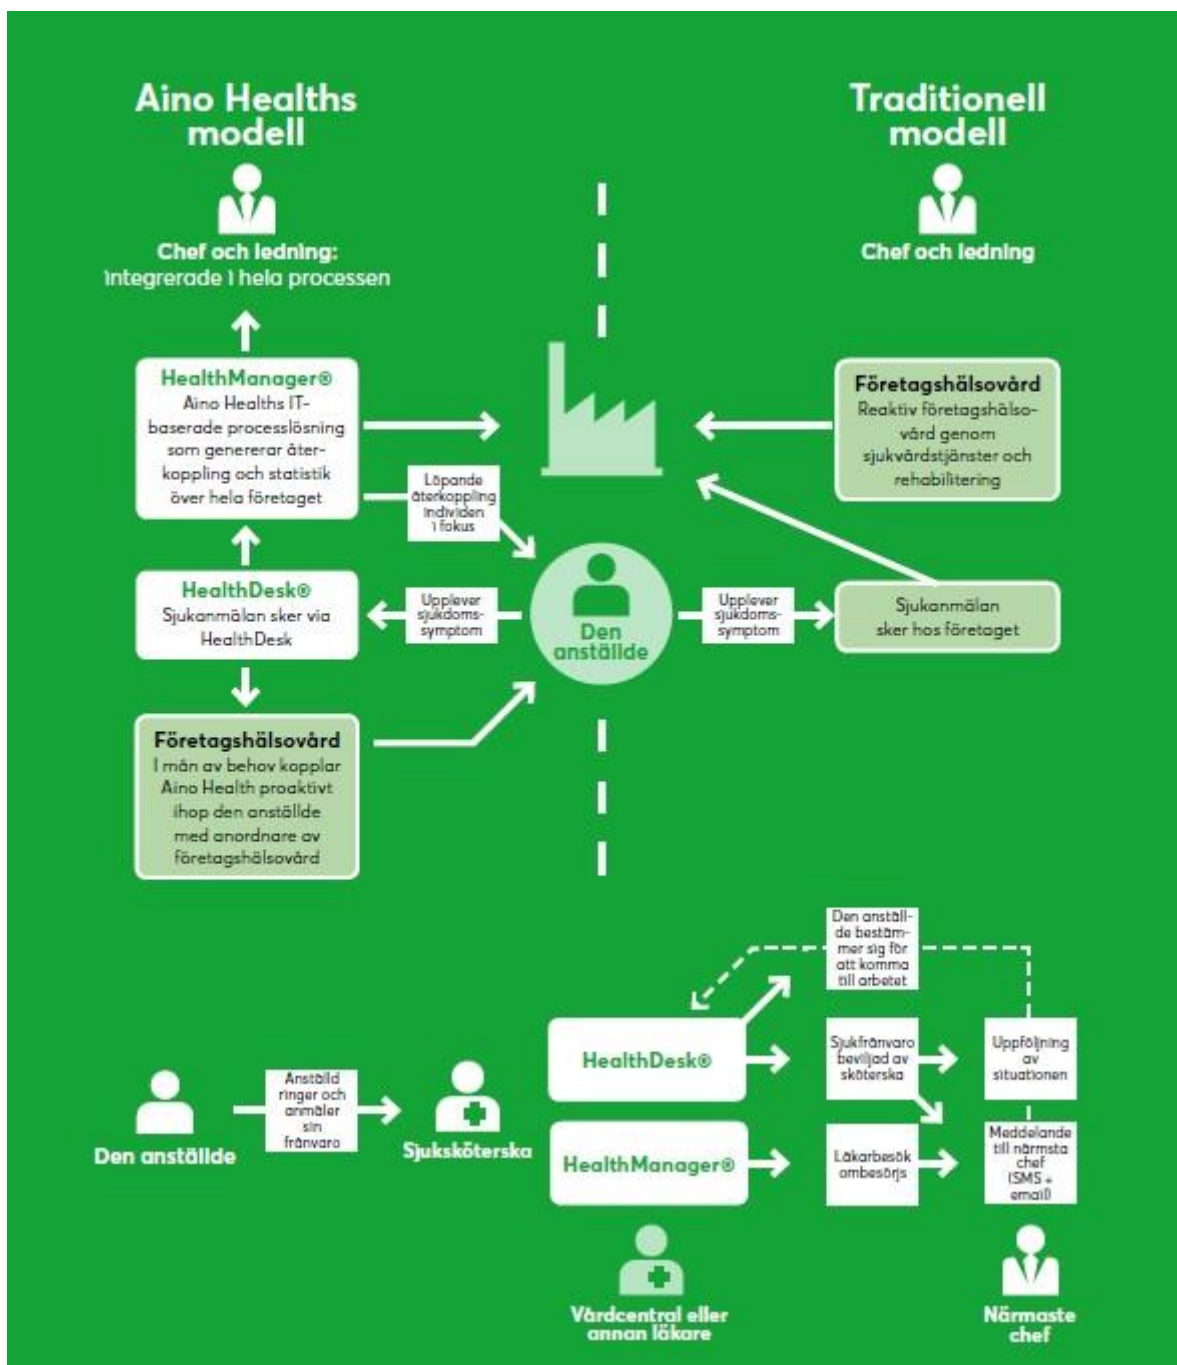 Aino Healths
modell
Chef och ledning:
integrerade i hela processen
HealthManager®
Aino Healths IT-
baserade processlösning
som genererar åter-
koppling och statistik
över hela företaget
Löpande
återkoppling
individen
i fokus
HealthDesk®
Sjukanmälan sker via
HealthDesk
Upplever
sjukdoms-
symptom
Företagshälsovård
I mån av behov kopplar
Aino Health proaktivt
ihop den anställde
med anordnare av
företagshälsovård
Den
anställde
Traditionell
modell
Chef och ledning
Företagshälsovård
Reaktiv företagshälso-
vård genom
sjukvårdstjänster och
rehabilitering
Upplever
sjukdoms-
symptom
Sjukanmälan
sker hos företaget
Den anställde
Anställd
ringer och
anmäler
sin
frånvaro
Sjuksköterska
HealthDesk®
HealthManager®
Vårdcentral eller
annan läkare
Den anställ-
de bestäm-
mer sig för
att komma
till arbetet
Sjukfrånvaro
beviljad av
sköterska
Uppföljning
av
situationen
Läkarbesök
ombesörjs
Meddelande
till närmsta
chef
(SMS +
email)
Närmaste
chef